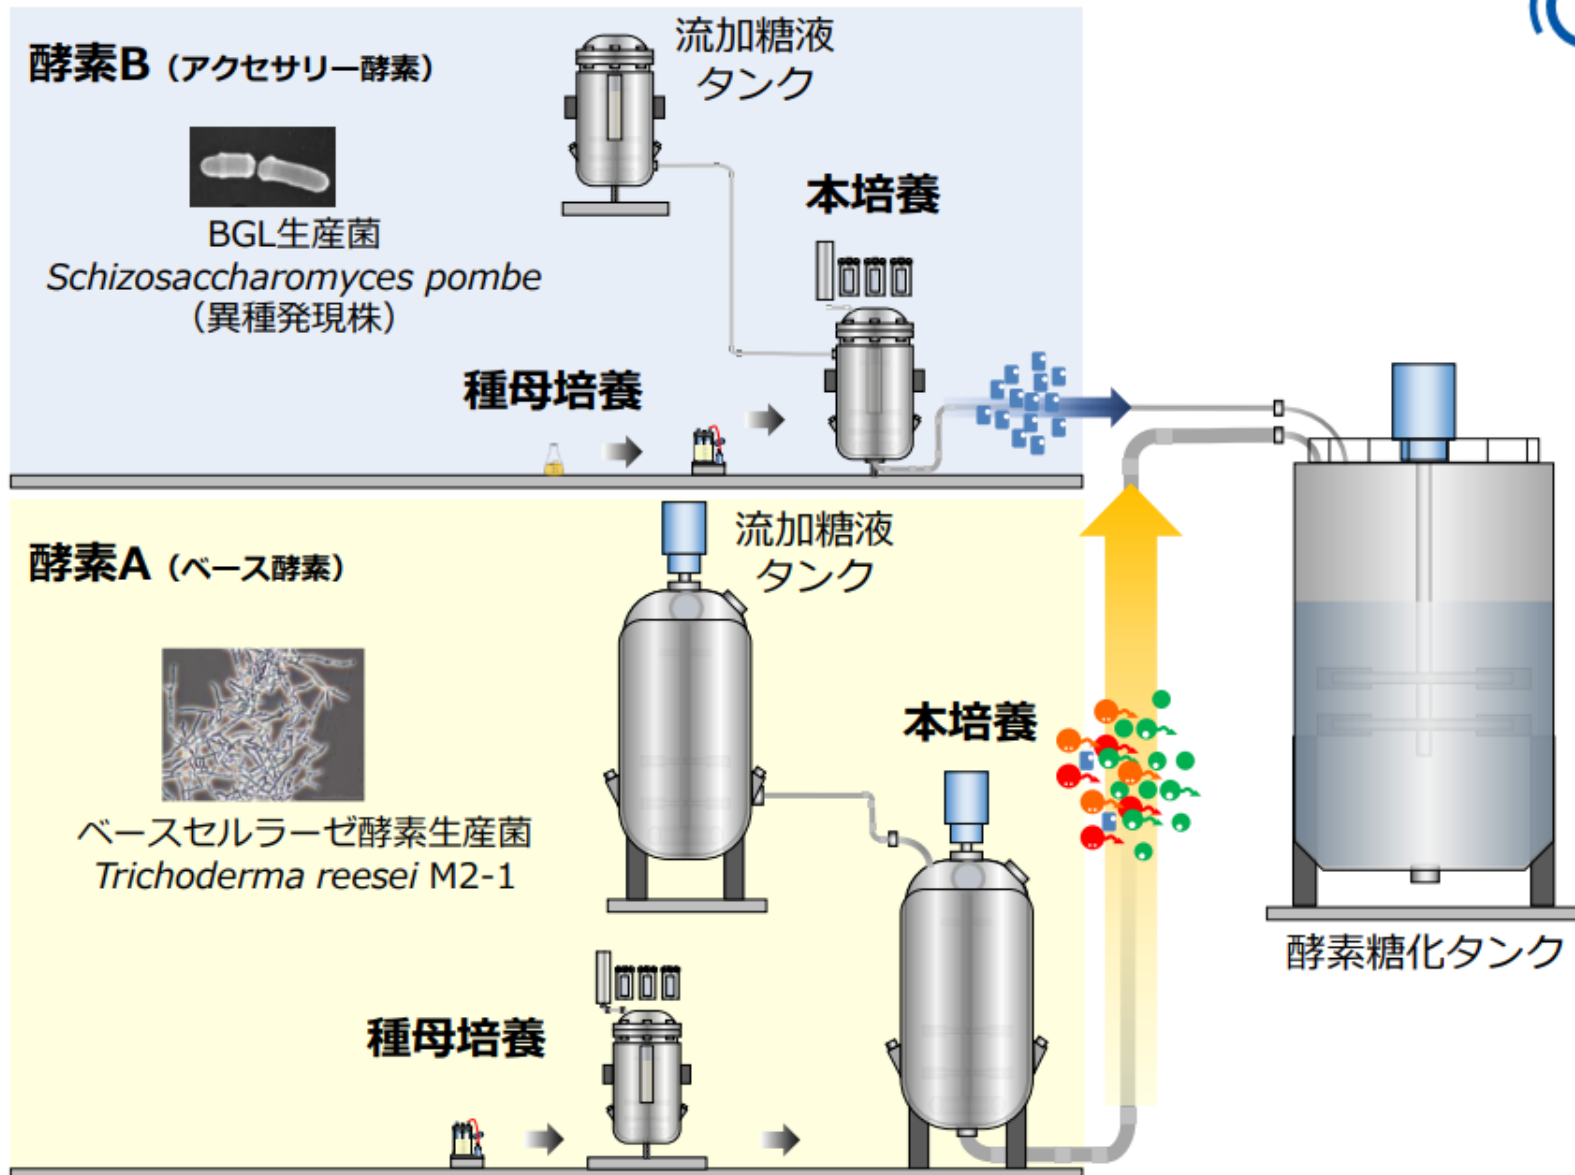 酵素B（アクセサリー酵素）
流加糖液
タンク
BGL生産菌
Schizosaccharomyces pombe
（異種発現株）
本培養
種母培養
酵素A（ベース酵素）
流加糖液
タンク
ベースセルラーゼ酵素生産菌
Trichoderma reesei M2-1
本培養
種母培養
酵素糖化タンク